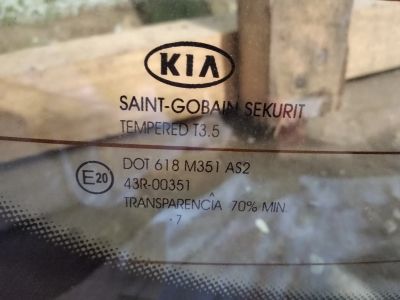 KIA
SAINT-GOBAIN SEKURIT
TEMPERED T3.5
DOT 618 M351 AS2
E20
43R-00351
TRANSPARENCIA 70% MIN.
. 7